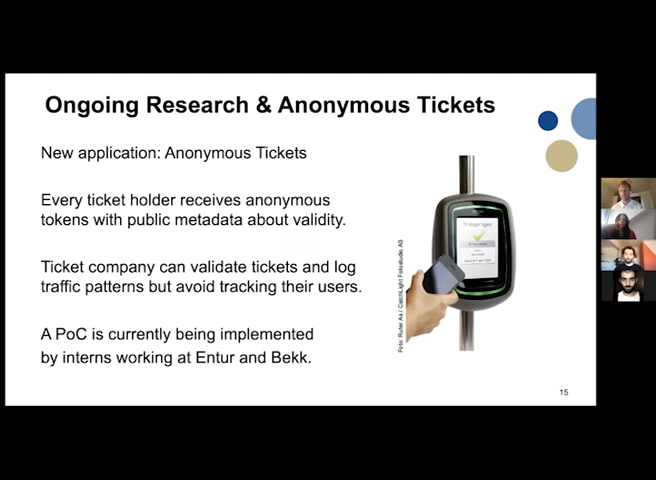 Ongoing Research & Anonymous Tickets
New application: Anonymous Tickets
Every ticket holder receives anonymous
tokens with public metadata about validity.
Ticket company can validate tickets and log
traffic patterns but avoid tracking their users.
A PoC is currently being implemented
by interns working at Entur and Bekk.
Foto: Ruter As / CatchLight Fotostudio AS
15